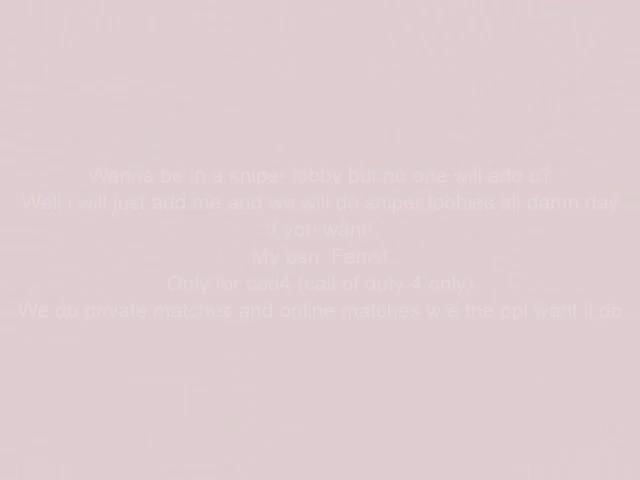 Wanna be in a sniper lobby but no one will add u?
Well i will just add me and we will do sniper lobbies all damn day
if you want!
My psn:
Only for cod4 (call of duty 4 only)
We do private matches and online matches w/e the ppl want ll do